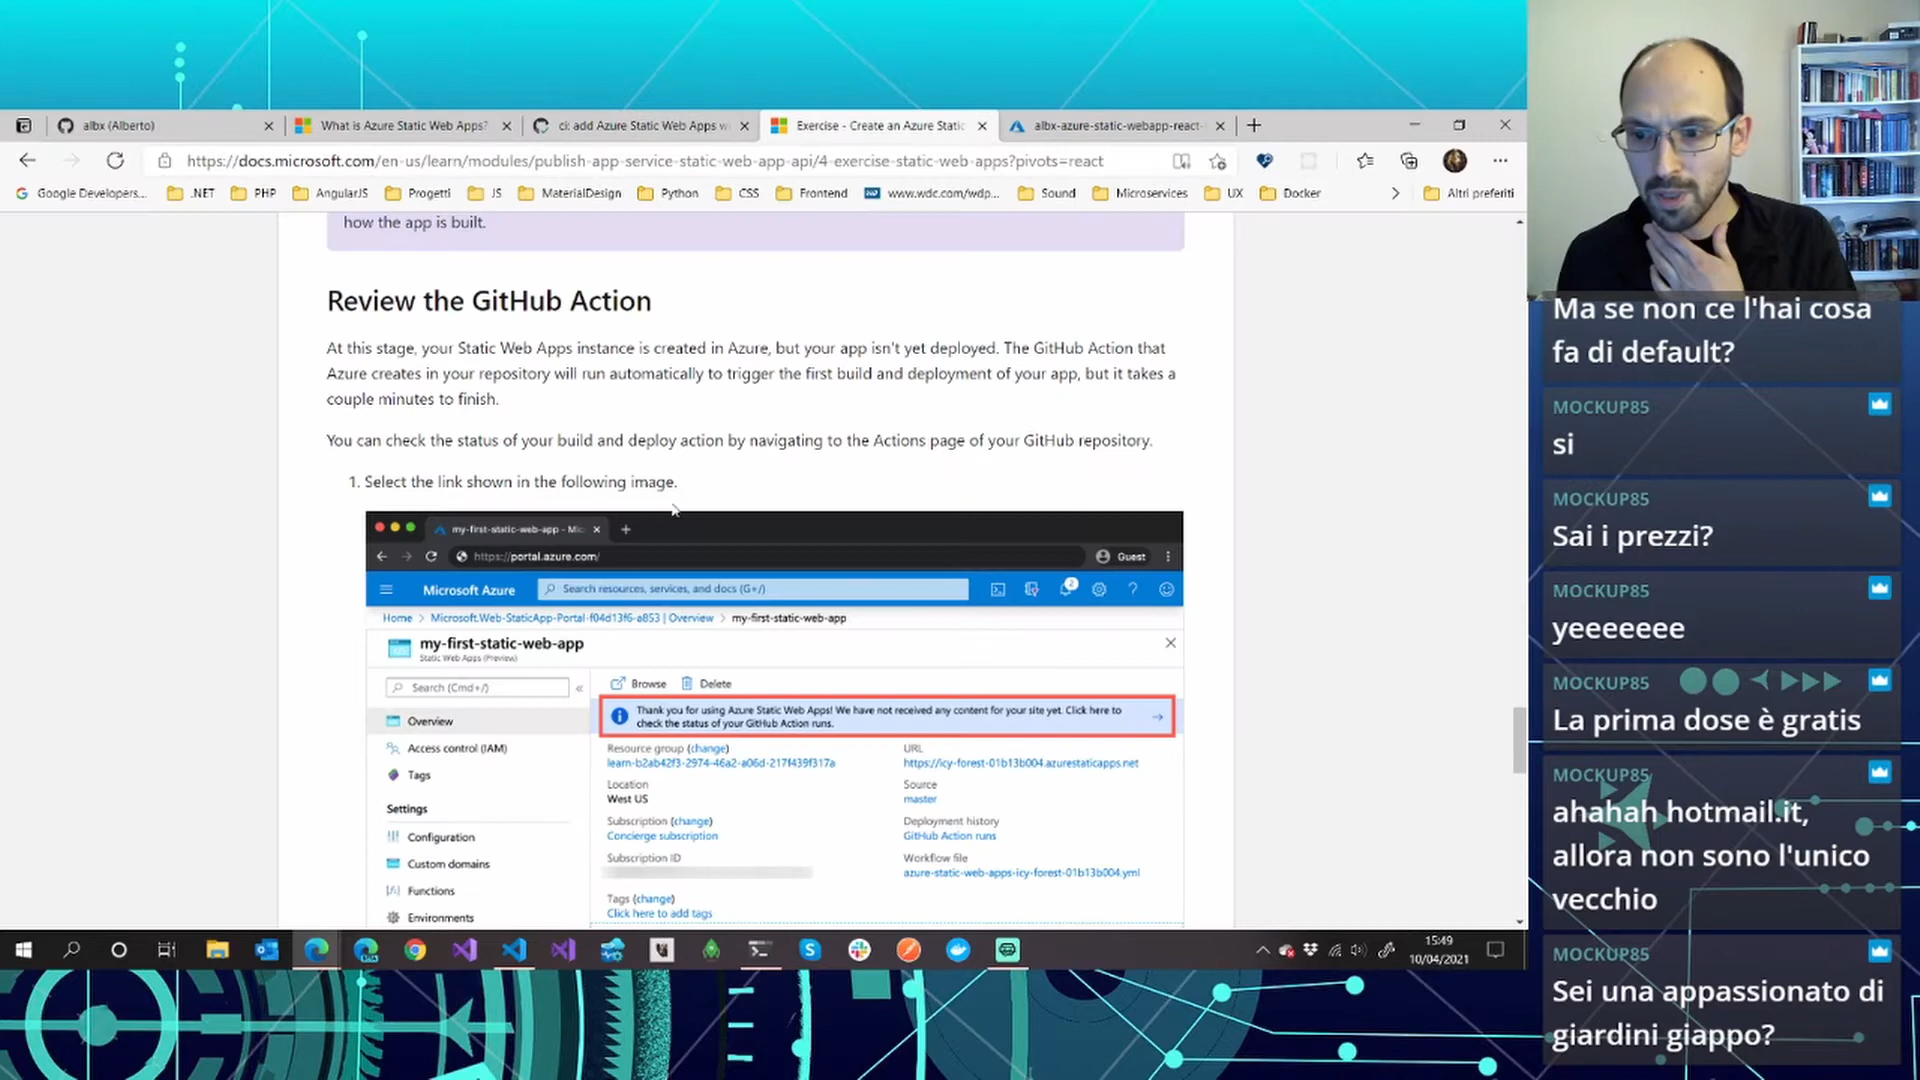 albx (Alberto)
What is Azure Static Web Apps?
ci: add Azure Static Web Apps w
Exercise - Create an Azure Static
albx-azure-static-webapp-react-
https://docs.microsoft.com/en-us/learn/modules/publish-app-service-static-web-app-api/4-exercise-static-web-apps?pivots=react
Google Developers...
.NET
PHP
AngularJS
Progetti
JS
MaterialDesign
Python
CSS
Frontend
www.wdc.com/wdp...
Sound
Microservices
UX
Docker
Altri preferiti
how the app is built.
Review the GitHub Action
At this stage, your Static Web Apps instance is created in Azure, but your app isn't yet deployed. The GitHub Action that
Azure creates in your repository will run automatically to trigger the first build and deployment of your app, but it takes a
couple minutes to finish.
You can check the status of your build and deploy action by navigating to the Actions page of your GitHub repository.
1. Select the link shown in the following image.
my-first-static-web-app - Mic
https://portal.azure.com/
Guest
Microsoft Azure
Search resources, services, and docs (G+/)
2
Home > Microsoft.Web-StaticApp-Portal-f04d13f6-a853 | Overview > my-first-static-web-app
my-first-static-web-app
Static Web Apps (Preview)
Search (Cmd+/)
Browse
Delete
Thank you for using Azure Static Web Apps! We have not received any content for your site yet. Click here to
check the status of your GitHub Action runs.
Overview
Access control (IAM)
Tags
Settings
Configuration
Custom domains
Functions
Environments
Resource group (change)
learn-b2ab42f3-2974-46a2-a06d-217f439f317a
Location
West US
Subscription (change)
Concierge subscription
Subscription ID
Tags (change)
Click here to add tags
URL
https://icy-forest-01b13b004.azurestaticapps.net
Source
master
Deployment history
GitHub Action runs
Workflow file
azure-static-web-apps-icy-forest-01b13b004.yml
15:49
10/04/2021
Ma se non ce l'hai cosa
fa di default?
MOCKUP85
si
MOCKUP85
Sai i prezzi?
MOCKUP85
yeeeeeee
MOCKUP85
La prima dose è gratis
MOCKUP85
ahahah hotmail.it,
allora non sono l'unico
vecchio
MOCKUP85
Sei una appassionato di
giardini giappo?